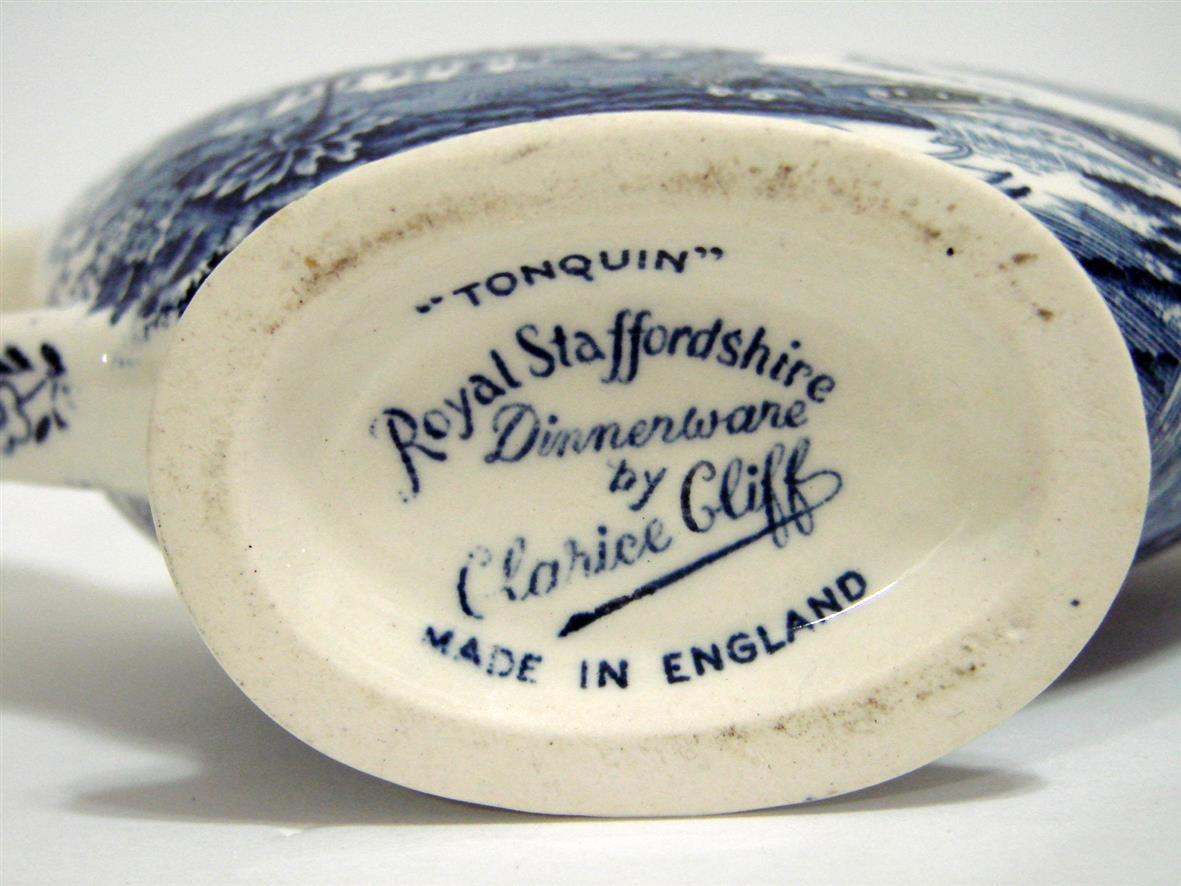 "TONQUIN"
Royal Staffordshire
Dinnerware
by
Clarice Cliff
MADE IN ENGLAND